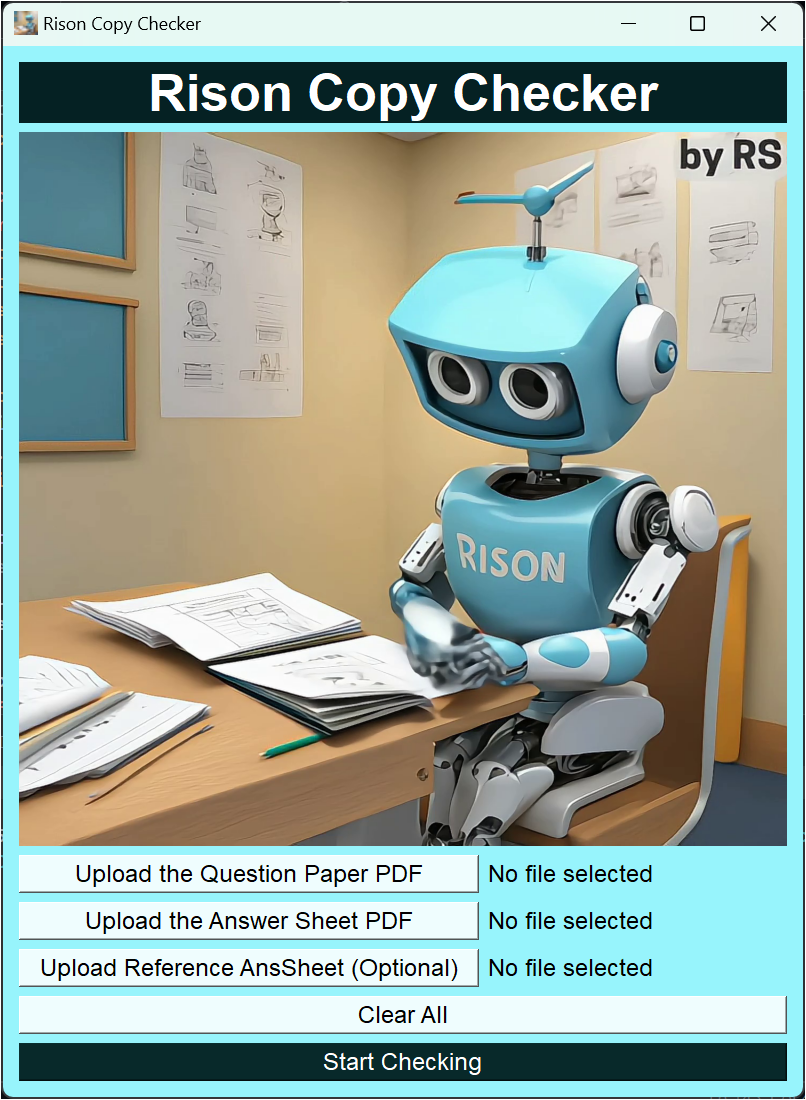 Rison Copy Checker
Rison Copy Checker
by RS
RISON
Upload the Question Paper PDF
No file selected
Upload the Answer Sheet PDF
No file selected
Upload Reference AnsSheet (Optional)
No file selected
Clear All
Start Checking